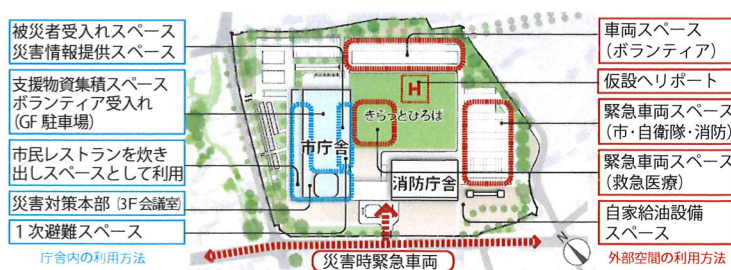 被災者受入れスペース
災害情報提供スペース
支援物資集積スペース
ボランティア受入れ
(GF 駐車場)
市民レストランを炊き
出しスペースとして利用
災害対策本部 (3F 会議室)
1次避難スペース
庁舎内の利用方法
H
きらっとひろば
市庁舎
消防庁舎
災害時緊急車両
N
車両スペース
(ボランティア)
仮設ヘリポート
緊急車両スペース
(市・自衛隊・消防)
緊急車両スペース
(救急医療)
自家給油設備
スペース
外部空間の利用方法